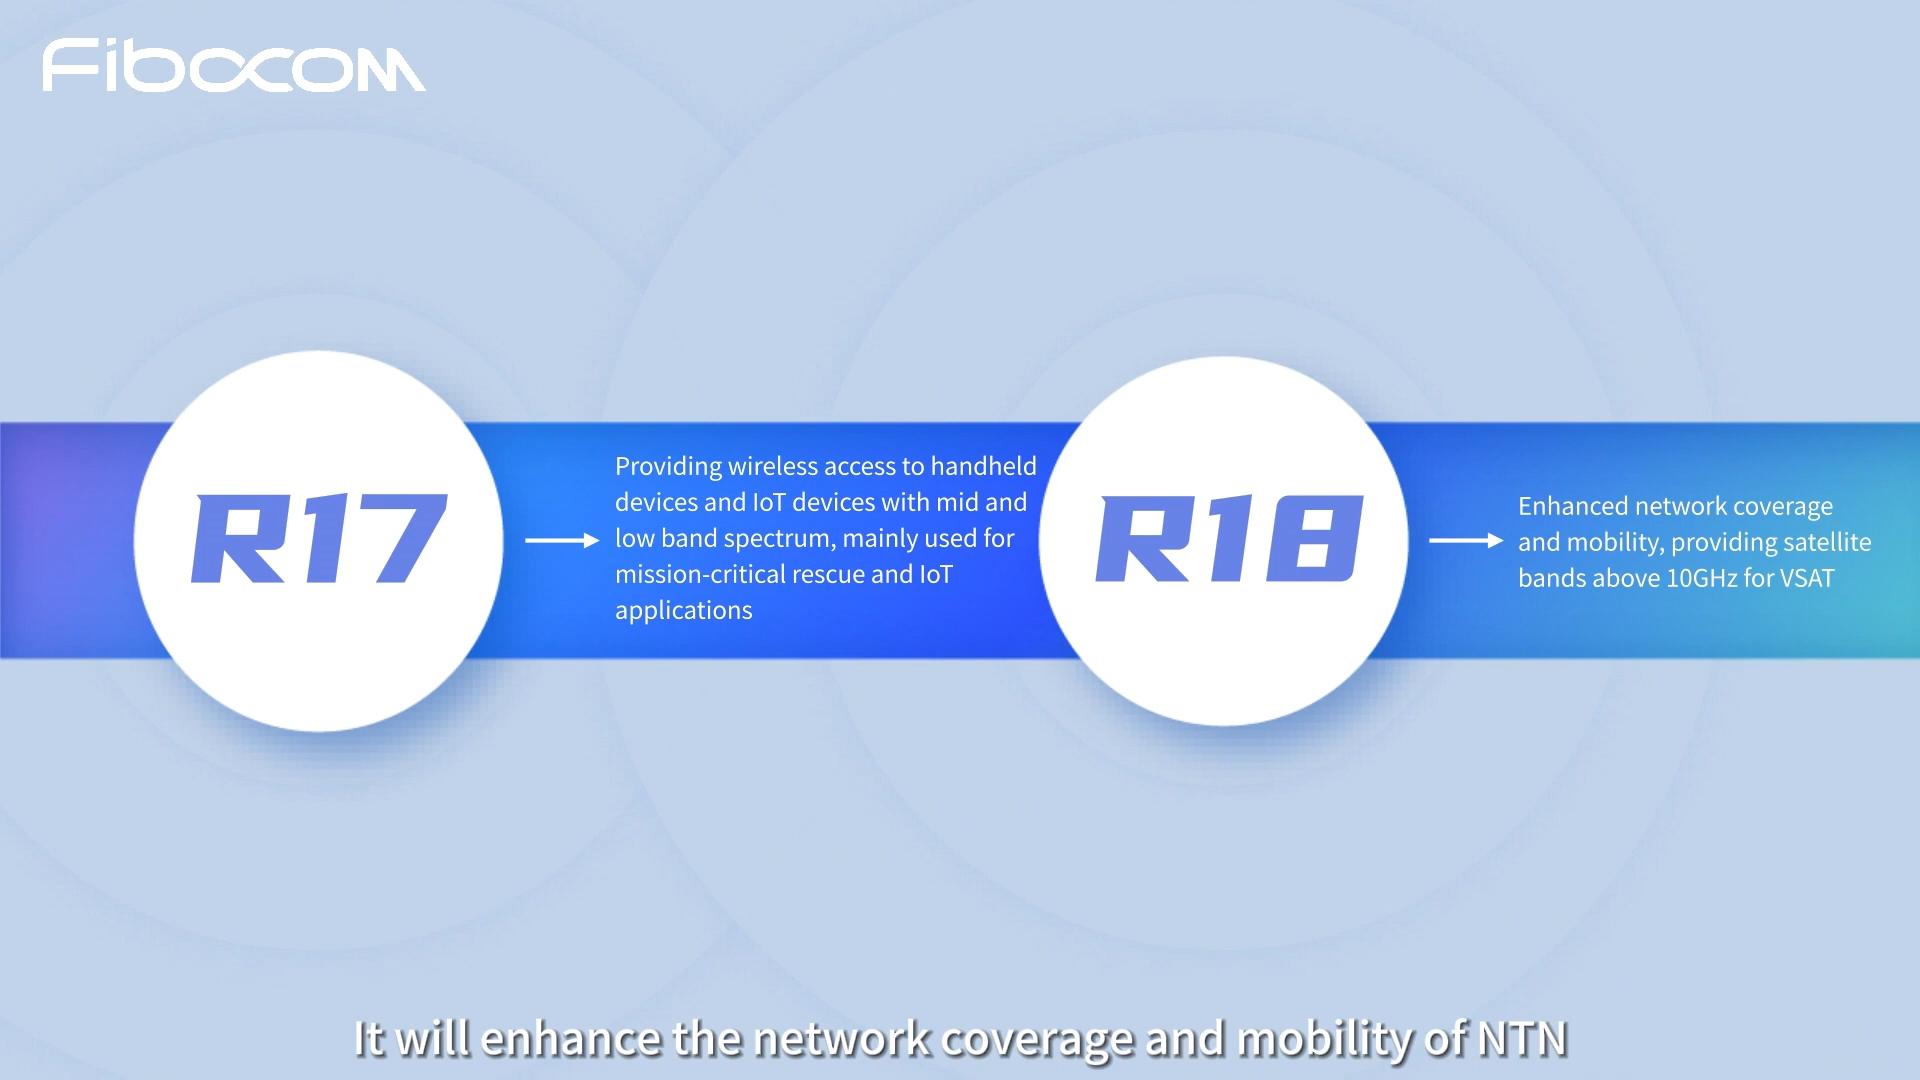 Fibocom
R17
Providing wireless access to handheld
devices and IoT devices with mid and
low band spectrum, mainly used for
mission-critical rescue and IoT
applications
R18
Enhanced network coverage
and mobility, providing satellite
bands above 10GHz for VSAT
It will enhance the network coverage and mobility of NTN